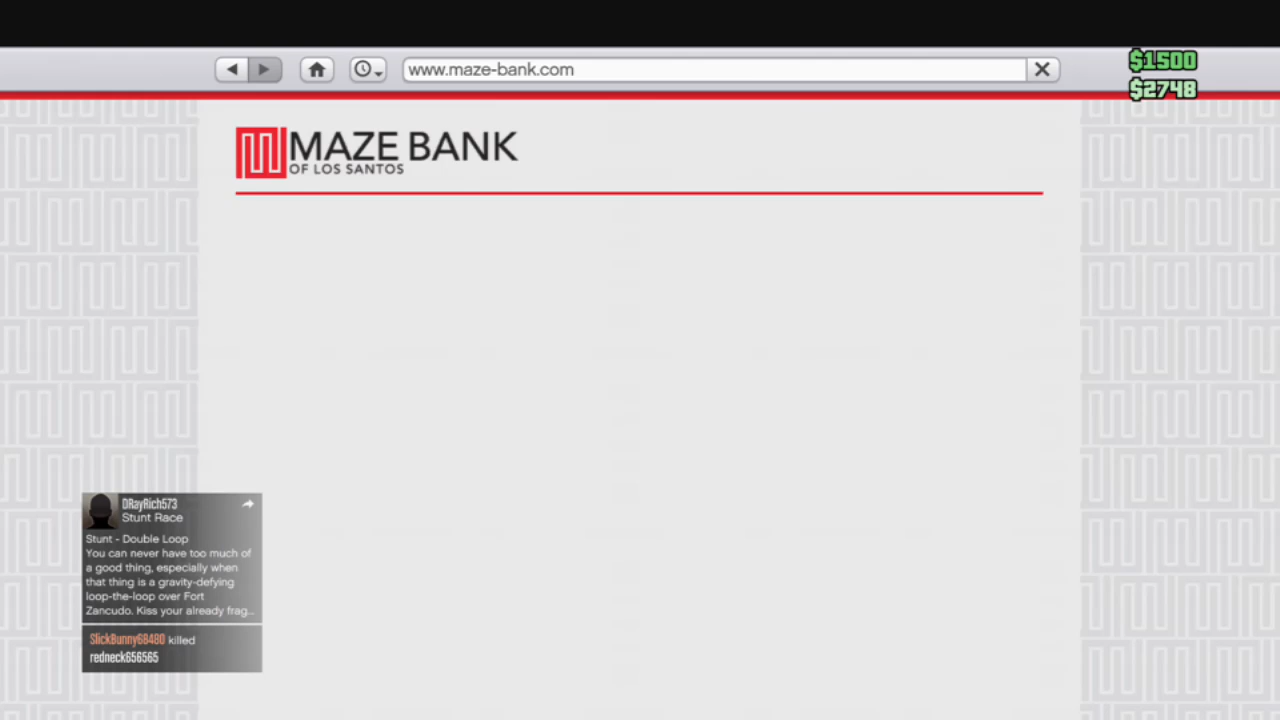 www.maze-bank.com
$1500
$2748
MAZE BANK
OF LOS SANTOS
DRayRich573
Stunt Race
Stunt - Double Loop
You can never have too much of
a good thing, especially when
that thing is a gravity-defying
loop-the-loop over Fort
Zancudo. Kiss your already frag...
SlickBunny68480 killed
redneck656565